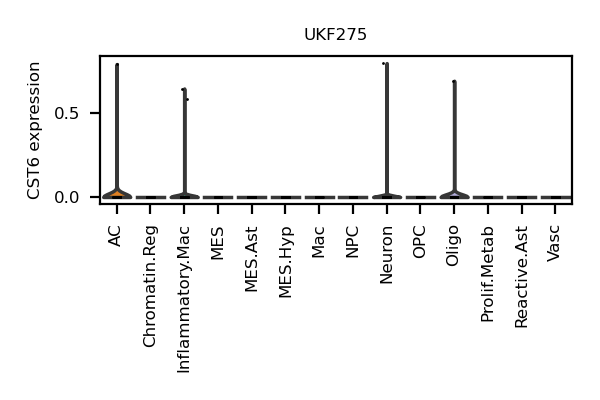 UKF275
CST6 expression
0.5
0.0
AC
Chromatin.Reg
Inflammatory.Mac
MES
MES.Ast
MES.Hyp
Mac
NPC
Neuron
OPC
Oligo
Prolif.Metab
Reactive.Ast
Vasc